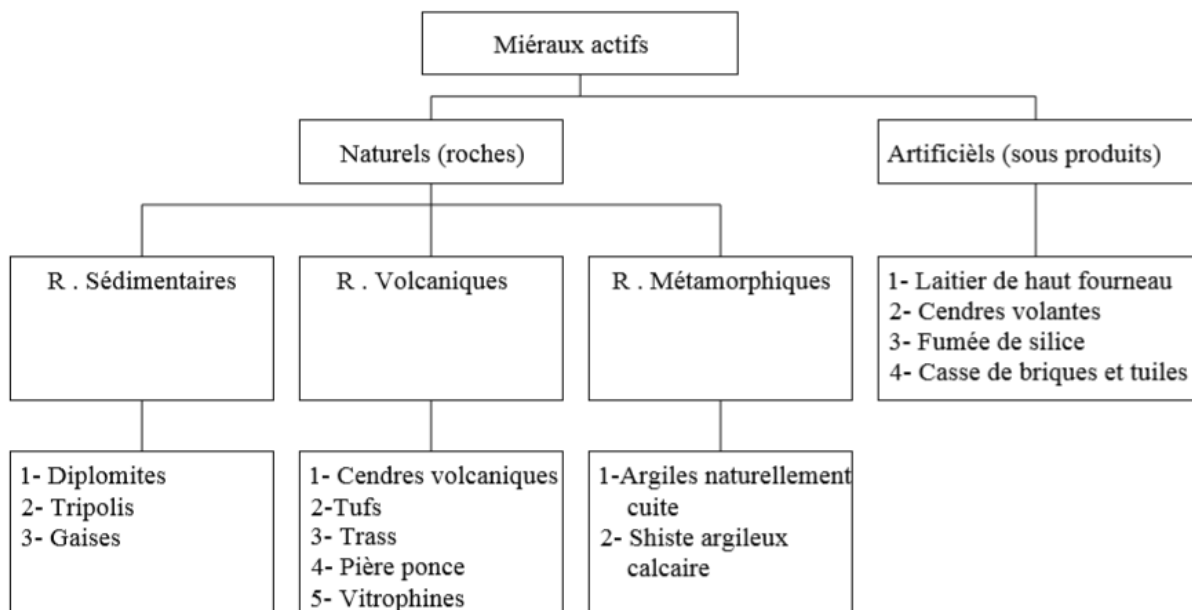 Miéraux actifs
Naturels (roches)
Artificièls (sous produits)
R . Sédimentaires
R . Volcaniques
R . Métamorphiques
1- Laitier de haut fourneau
2- Cendres volantes
3- Fumée de silice
4- Casse de briques et tuiles
1- Diplomites
2- Tripolis
3- Gaises
1- Cendres volcaniques
2-Tufs
3- Trass
4- Pière ponce
5- Vitrophines
1-Argiles naturellement
cuite
2- Shiste argileux
calcaire